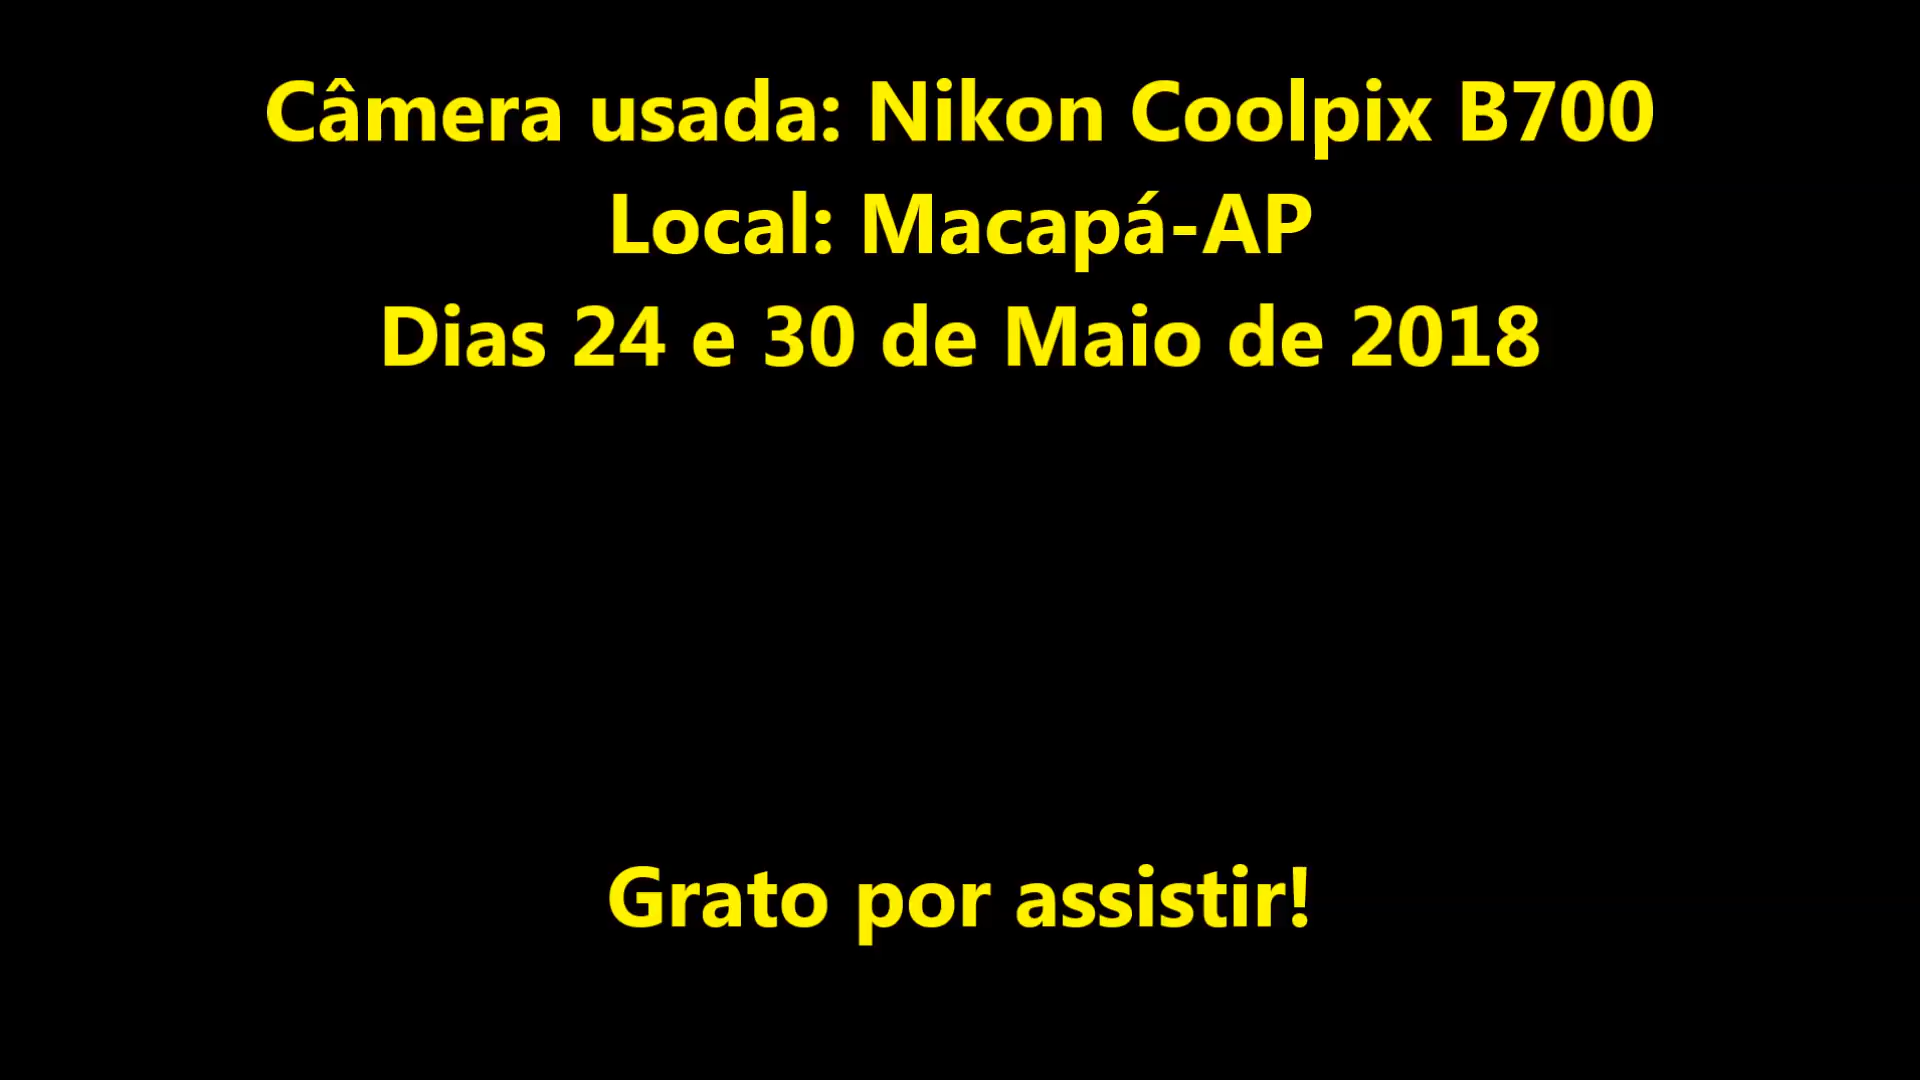 Câmera usada: Nikon Coolpix B700
Local: Macapá-AP
Dias 24 e 30 de Maio de 2018
Grato por assistir!